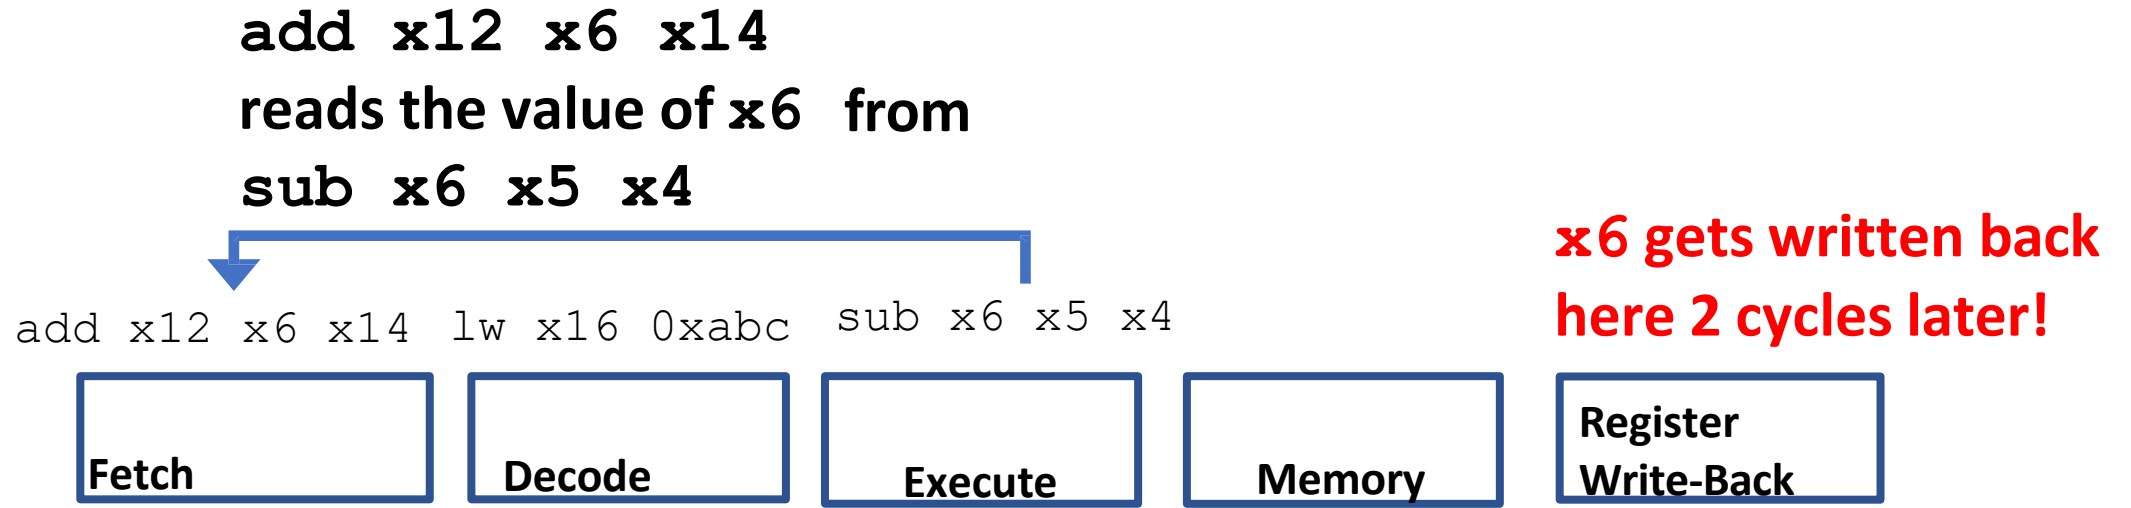 add x12 x6 x14
reads the value of x6 from
sub x6 x5 x4
x6 gets written back
here 2 cycles later!
add x12 x6 x14
lw x16 0xabc
sub x6 x5 x4
Fetch
Decode
Execute
Memory
Register
Write-Back